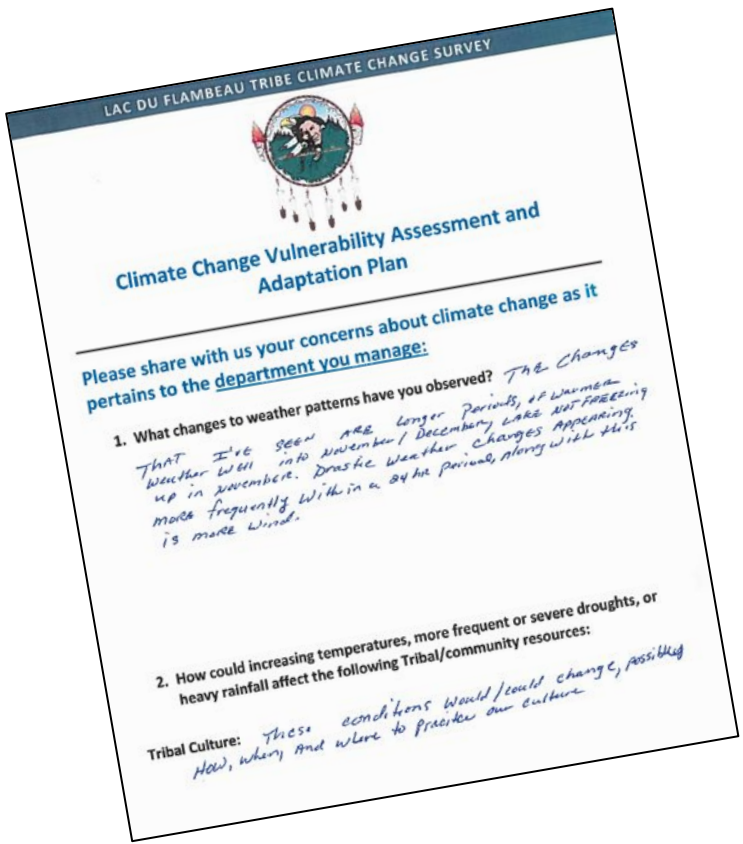 LAC DU FLAMBEAU TRIBE CLIMATE CHANGE SURVEY
Climate Change Vulnerability Assessment and
Adaptation Plan
Please share with us your concerns about climate change as it
pertains to the department you manage:
1. What changes to weather patterns have you observed? The Changes
THAT I've SEEN ARE Longer Periods, of warmer
weather well into November/December, LAKE NOT FREEZING
up in November. Drastic weather changes Appearing
more frequently within a 24 hr period, Along with this
is more wind.
2. How could increasing temperatures, more frequent or severe droughts, or
heavy rainfall affect the following Tribal/community resources:
Tribal Culture: These conditions would/could change, possibly
How, when, And where to practice our culture